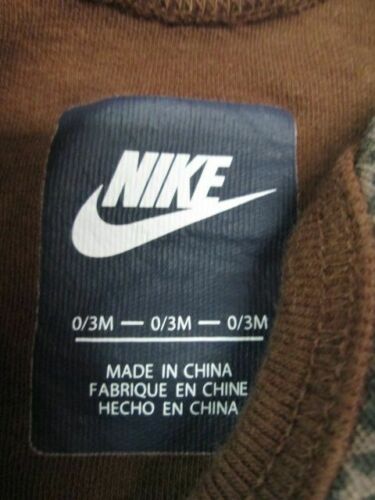 NIKE
0/3M — 0/3M — 0/3M
MADE IN CHINA
FABRIQUE EN CHINE
HECHO EN CHINA